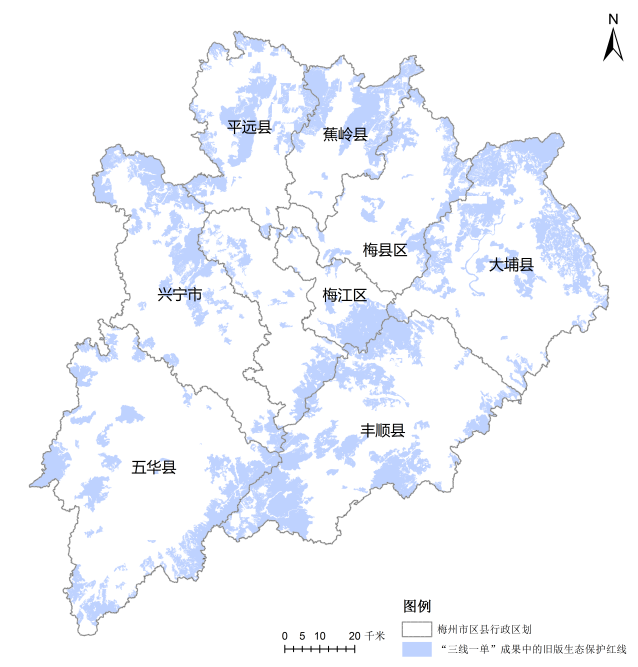 N
平远县
蕉岭县
梅县区
大埔县
兴宁市
梅江区
丰顺县
五华县
图例
梅州市区县行政区划
“三线一单”成果中的旧版生态保护红线
0 5 10 20 千米